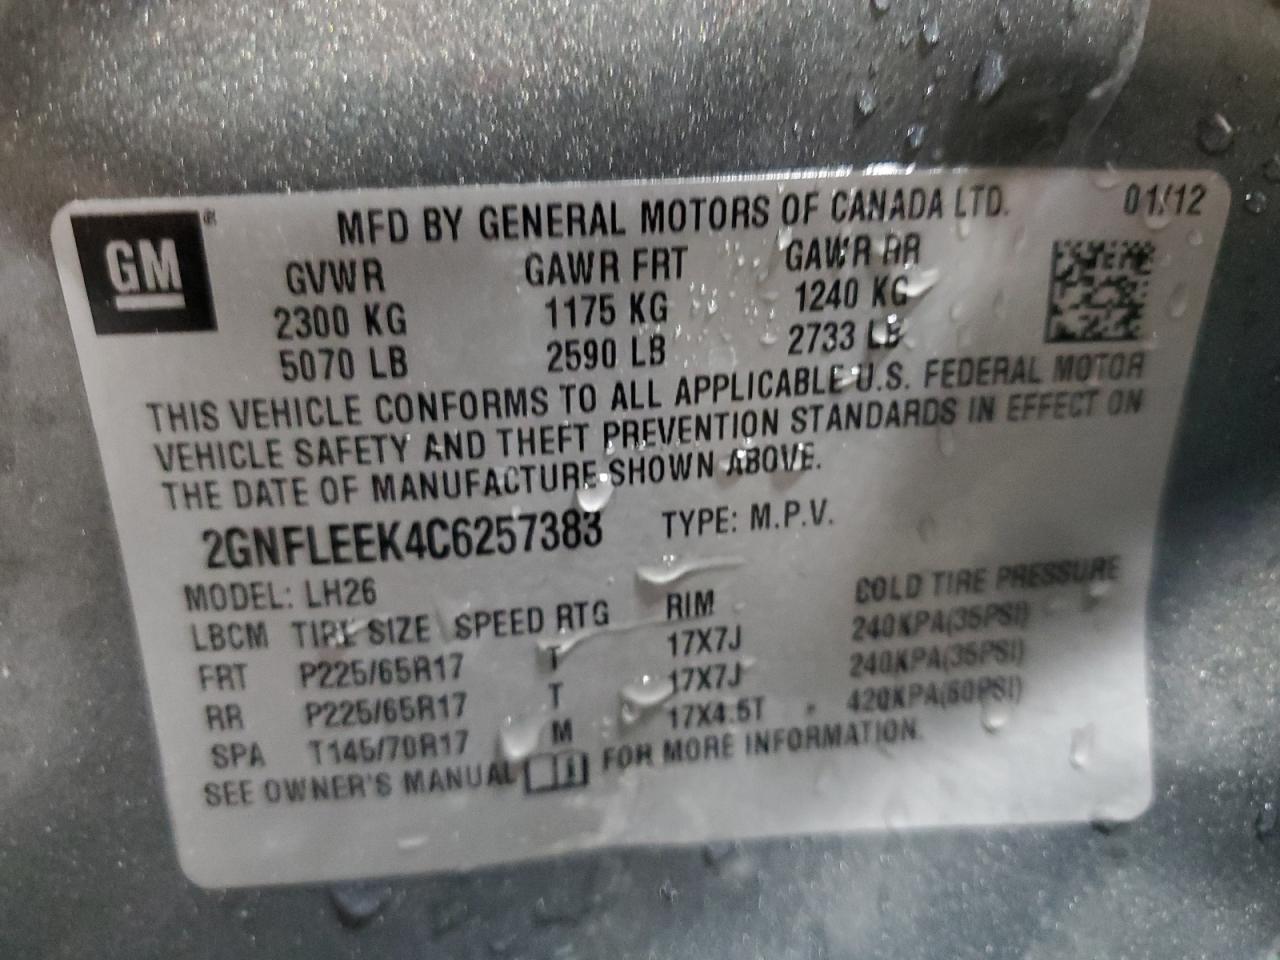 GM ®
MFD BY GENERAL MOTORS OF CANADA LTD. 01/12
GVWR GAWR FRT GAWR RR
2300 KG 1175 KG 1240 KG
5070 LB 2590 LB 2733 LB
THIS VEHICLE CONFORMS TO ALL APPLICABLE U.S. FEDERAL MOTOR
VEHICLE SAFETY AND THEFT PREVENTION STANDARDS IN EFFECT ON
THE DATE OF MANUFACTURE SHOWN ABOVE.
2GNFLEEK4C6257383 TYPE: M.P.V.
MODEL: LH26
LBCM TIRE SIZE SPEED RTG RIM COLD TIRE PRESSURE
FRT P225/65R17 T 17X7J 240KPA(35PSI)
RR P225/65R17 T 17X7J 240KPA(35PSI)
SPA T145/70R17 M 17X4.5T 420KPA(60PSI)
SEE OWNER'S MANUAL FOR MORE INFORMATION.